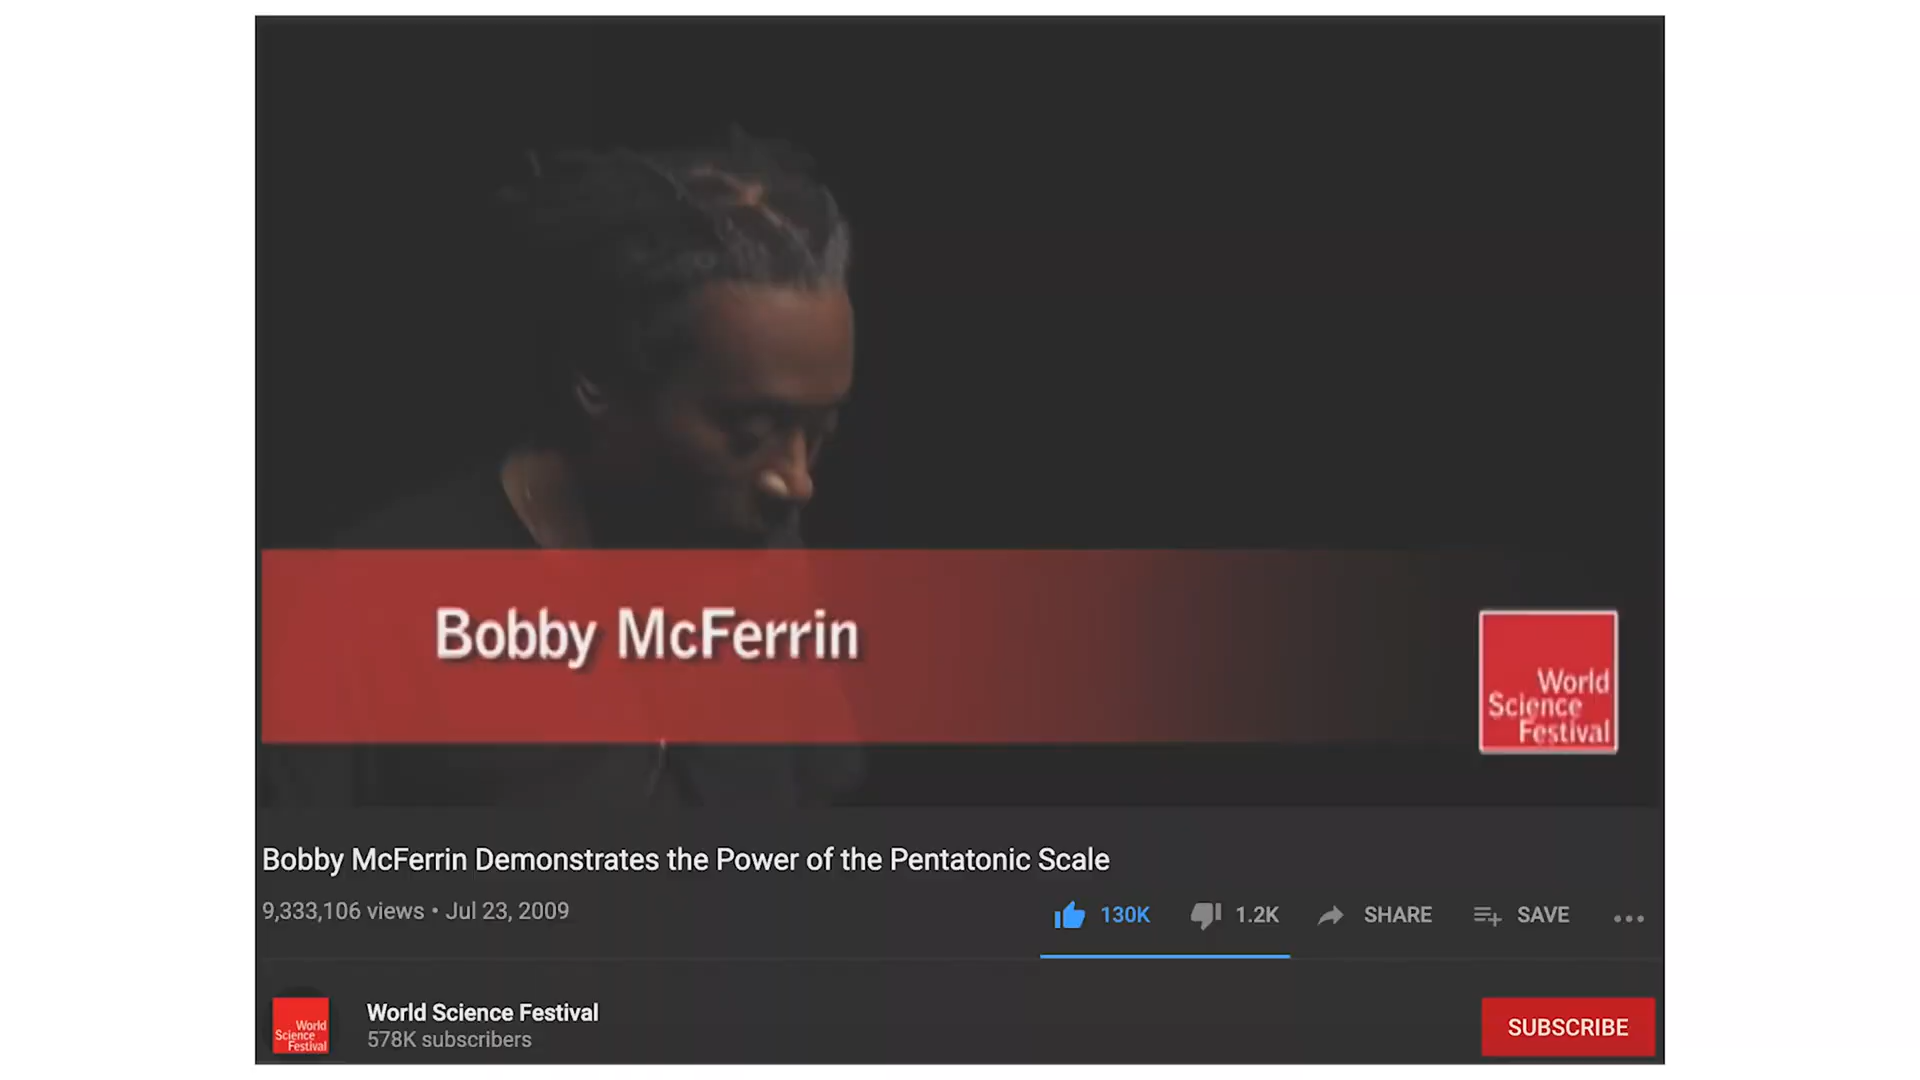 Bobby McFerrin
World
Science
Festival
Bobby McFerrin Demonstrates the Power of the Pentatonic Scale
9,333,106 views • Jul 23, 2009
130K
1.2K
SHARE
SAVE
World
Science
Festival
World Science Festival
578K subscribers
SUBSCRIBE